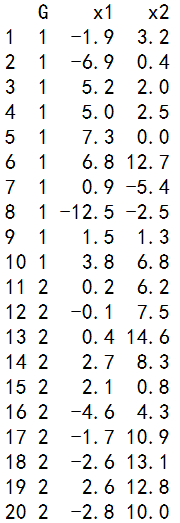 G x1 x2
1 1 -1.9 3.2
2 1 -6.9 0.4
3 1 5.2 2.0
4 1 5.0 2.5
5 1 7.3 0.0
6 1 6.8 12.7
7 1 0.9 -5.4
8 1 -12.5 -2.5
9 1 1.5 1.3
10 1 3.8 6.8
11 2 0.2 6.2
12 2 -0.1 7.5
13 2 0.4 14.6
14 2 2.7 8.3
15 2 2.1 0.8
16 2 -4.6 4.3
17 2 -1.7 10.9
18 2 -2.6 13.1
19 2 2.6 12.8
20 2 -2.8 10.0